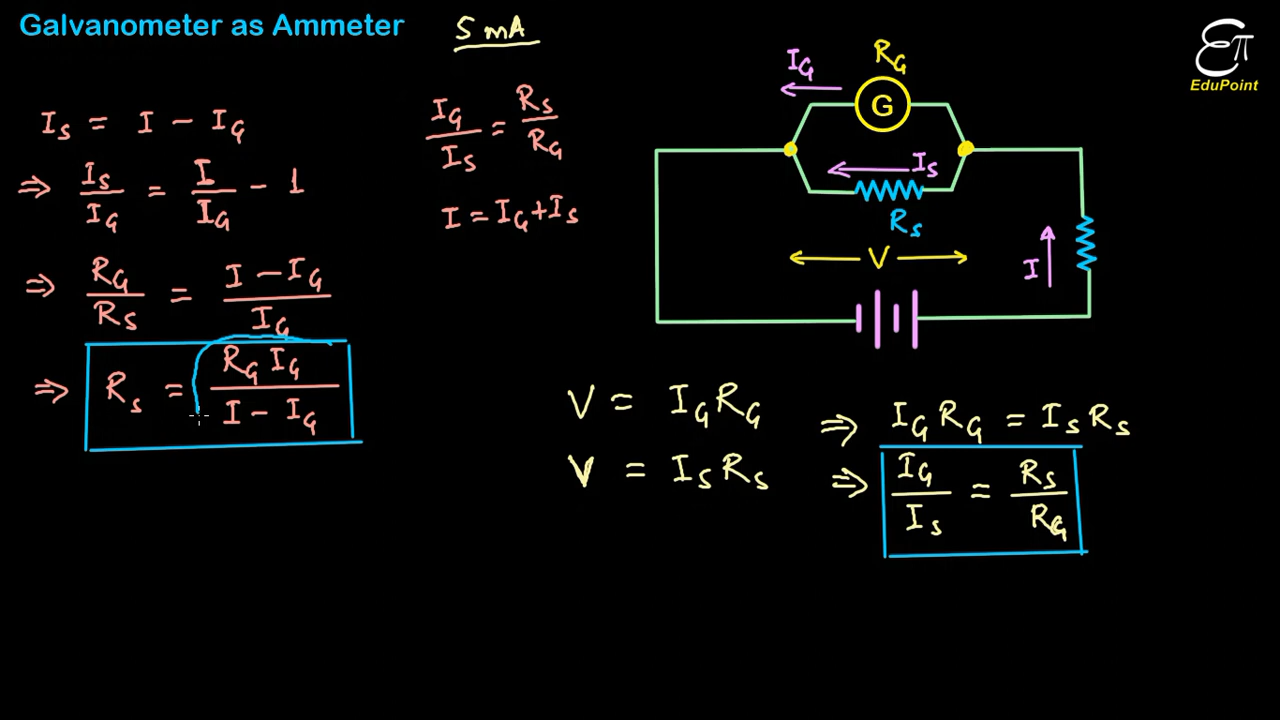 Galvanometer as Ammeter
5 mA
I_S = I - I_G
⇒ I_S/I_G = I/I_G - 1
⇒ R_G/R_S = (I - I_G)/I_G
⇒ R_S = R_G I_G/(I - I_G)
I_G/I_S = R_S/R_G
I = I_G + I_S
επ
EduPoint
I_G
R_G
G
I_S
R_S
V
I
V = I_G R_G
V = I_S R_S
⇒ I_G R_G = I_S R_S
⇒ I_G/I_S = R_S/R_G